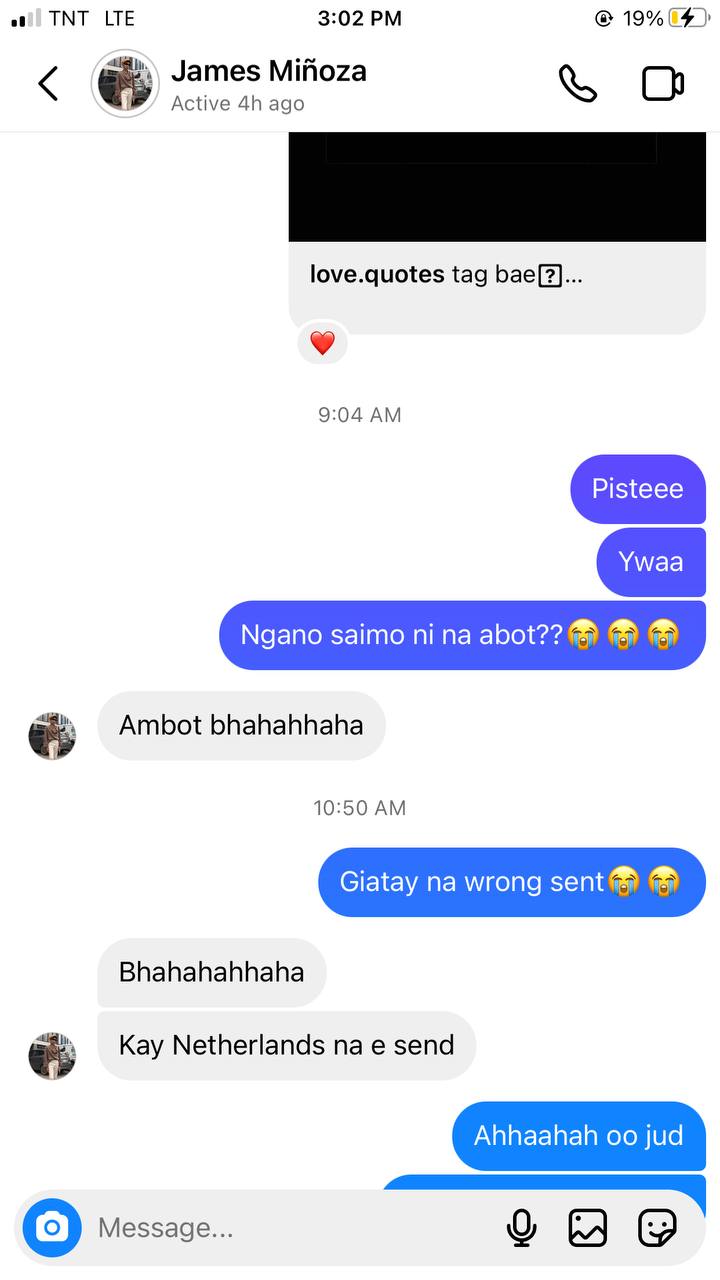 TNT LTE
3:02 PM
19%
James Miñoza
Active 4h ago
love.quotes tag bae...
9:04 AM
Pisteee
Ywaa
Ngano saimo ni na abot??😭😭😭
Ambot bhahahhaha
10:50 AM
Giatay na wrong sent😭😭
Bhahahahhaha
Kay Netherlands na e send
Ahhaahah oo jud
Message...